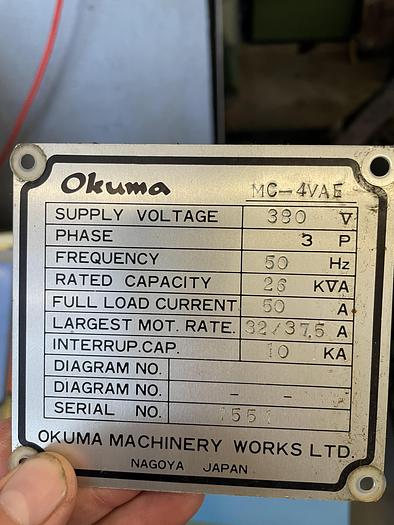 Okuma MC-4VAE
SUPPLY VOLTAGE 380 V
PHASE 3 P
FREQUENCY 50 Hz
RATED CAPACITY 26 KVA
FULL LOAD CURRENT 50 A
LARGEST MOT. RATE. 32/37.5 A
INTERRUP.CAP. 10 KA
DIAGRAM NO.
DIAGRAM NO. – –
SERIAL NO. 1551
OKUMA MACHINERY WORKS LTD.
NAGOYA JAPAN